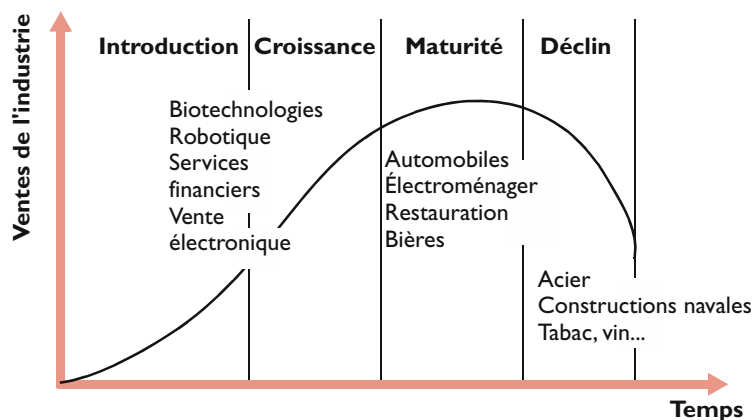 Ventes de l'industrie
Introduction
Croissance
Maturité
Déclin
Biotechnologies
Robotique
Services
financiers
Vente
électronique
Automobiles
Électroménager
Restauration
Bières
Acier
Constructions navales
Tabac, vin...
Temps